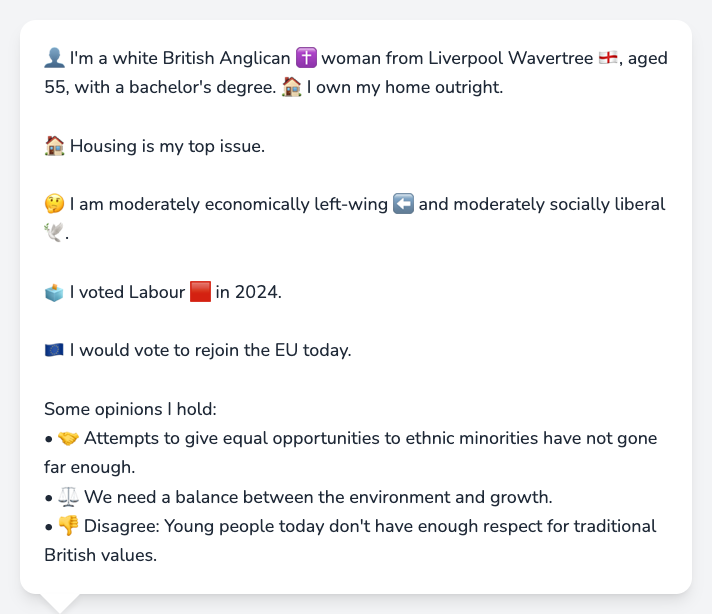 👤 I'm a white British Anglican ✝️ woman from Liverpool Wavertree 🏴󠁧󠁢󠁥󠁮󠁧󠁿, aged
55, with a bachelor's degree. 🏠 I own my home outright.
🏠 Housing is my top issue.
🤔 I am moderately economically left-wing ⬅️ and moderately socially liberal
🕊️.
🗳️ I voted Labour 🟥 in 2024.
🇪🇺 I would vote to rejoin the EU today.
Some opinions I hold:
• 🤝 Attempts to give equal opportunities to ethnic minorities have not gone
far enough.
• ⚖️ We need a balance between the environment and growth.
• 👎 Disagree: Young people today don't have enough respect for traditional
British values.